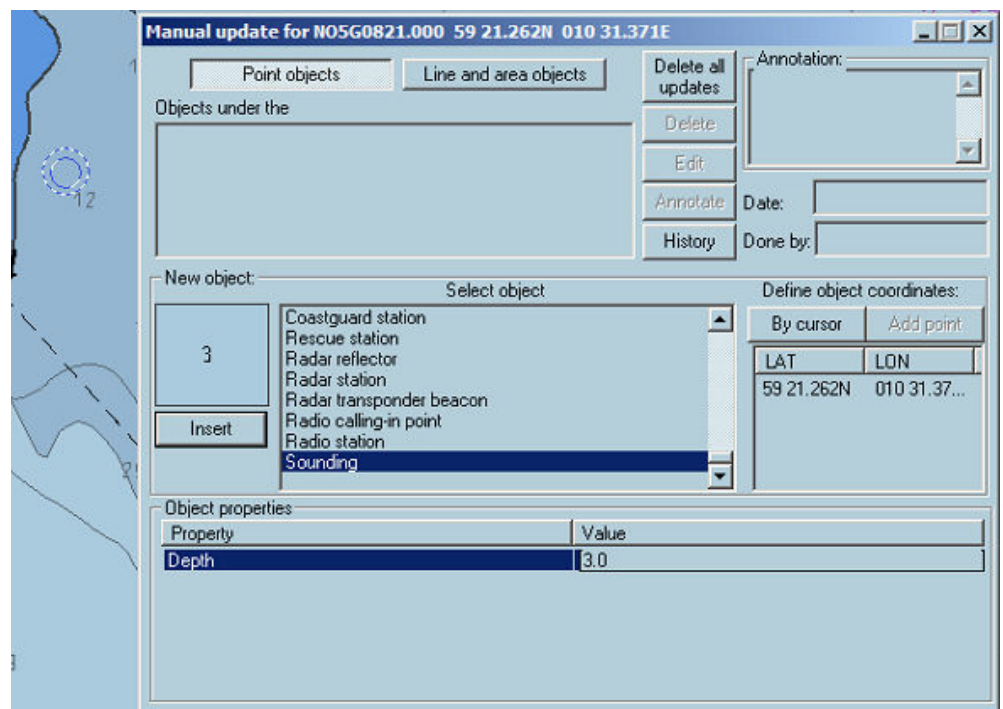 Manual update for NO5G0821.000 59 21.262N 010 31.371E
Point objects
Line and area objects
Delete all updates
Annotation:
Objects under the
Delete
Edit
Annotate
Date:
History
Done by:
12
New object:
Select object
Define object coordinates:
3
Coastguard station
Rescue station
Radar reflector
Radar station
Radar transponder beacon
Radio calling-in point
Radio station
Sounding
By cursor
Add point
LAT LON
59 21.262N 010 31.37...
Insert
Object properties
Property Value
Depth 3.0